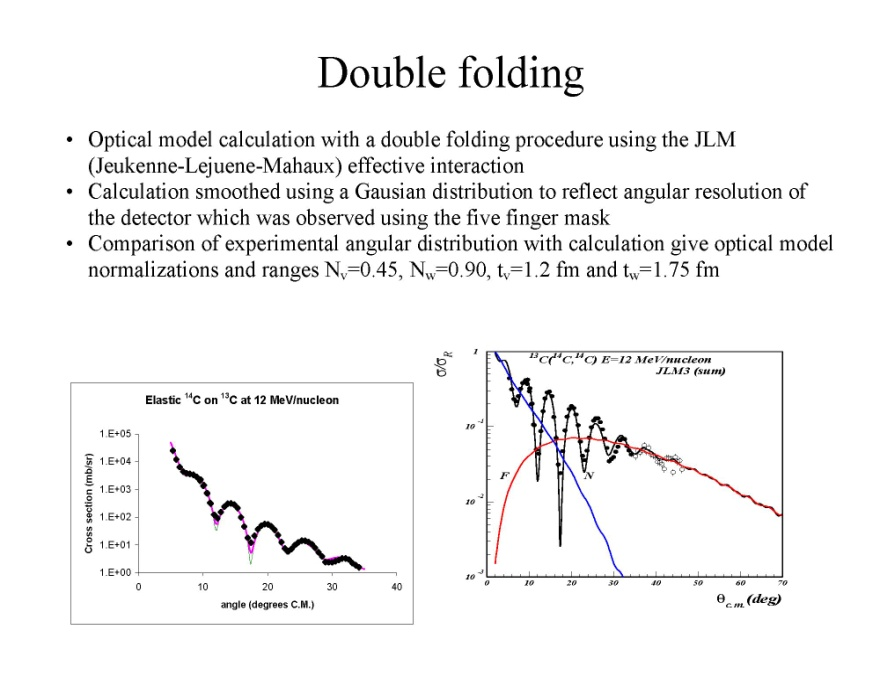 Double folding
• Optical model calculation with a double folding procedure using the JLM
(Jeukenne-Lejuene-Mahaux) effective interaction
• Calculation smoothed using a Gausian distribution to reflect angular resolution of
the detector which was observed using the five finger mask
• Comparison of experimental angular distribution with calculation give optical model
normalizations and ranges Nv=0.45, Nw=0.90, tv=1.2 fm and tw=1.75 fm
Elastic 14C on 13C at 12 MeV/nucleon
1.E+05
1.E+04
1.E+03
1.E+02
1.E+01
1.E+00
Cross section (mb/sr)
0 10 20 30 40
angle (degrees C.M.)
σ/σR
13C(14C,14C) E=12 MeV/nucleon
JLM3 (sum)
1
10-1
10-2
10-3
F
N
0 10 20 30 40 50 60 70
Θc.m.(deg)